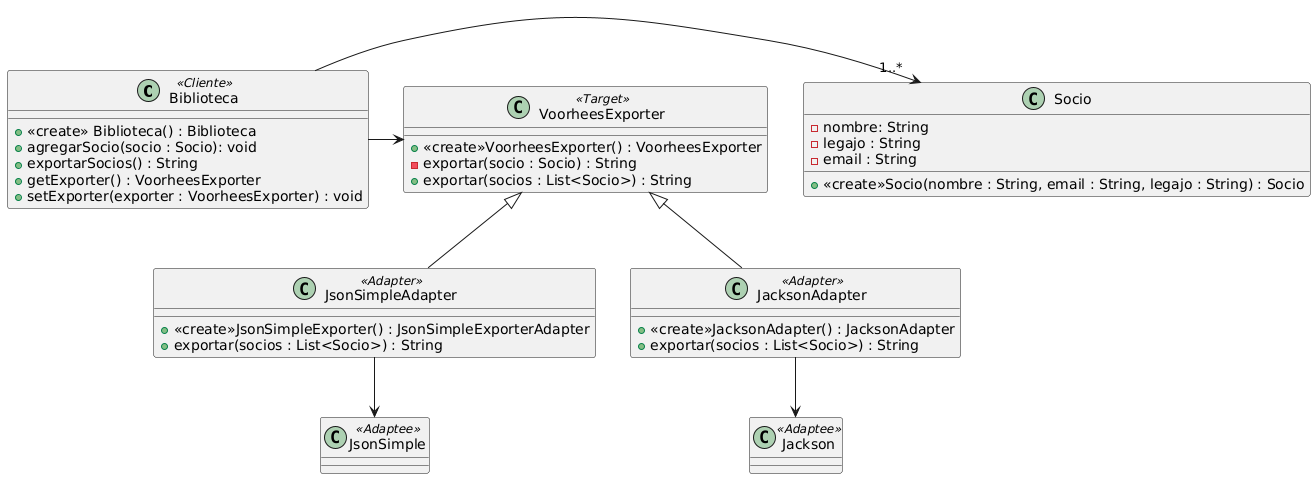 1..*
C
«Cliente»
Biblioteca
«create» Biblioteca() : Biblioteca
agregarSocio(socio : Socio): void
exportarSocios() : String
getExporter() : VoorheesExporter
setExporter(exporter : VoorheesExporter) : void
C
«Target»
VoorheesExporter
«create»VoorheesExporter() : VoorheesExporter
exportar(socio : Socio) : String
exportar(socios : List<Socio>) : String
C
Socio
nombre: String
legajo : String
email : String
«create»Socio(nombre : String, email : String, legajo : String) : Socio
C
«Adapter»
JsonSimpleAdapter
«create»JsonSimpleExporter() : JsonSimpleExporterAdapter
exportar(socios : List<Socio>) : String
C
«Adapter»
JacksonAdapter
«create»JacksonAdapter() : JacksonAdapter
exportar(socios : List<Socio>) : String
C
«Adaptee»
JsonSimple
C
«Adaptee»
Jackson